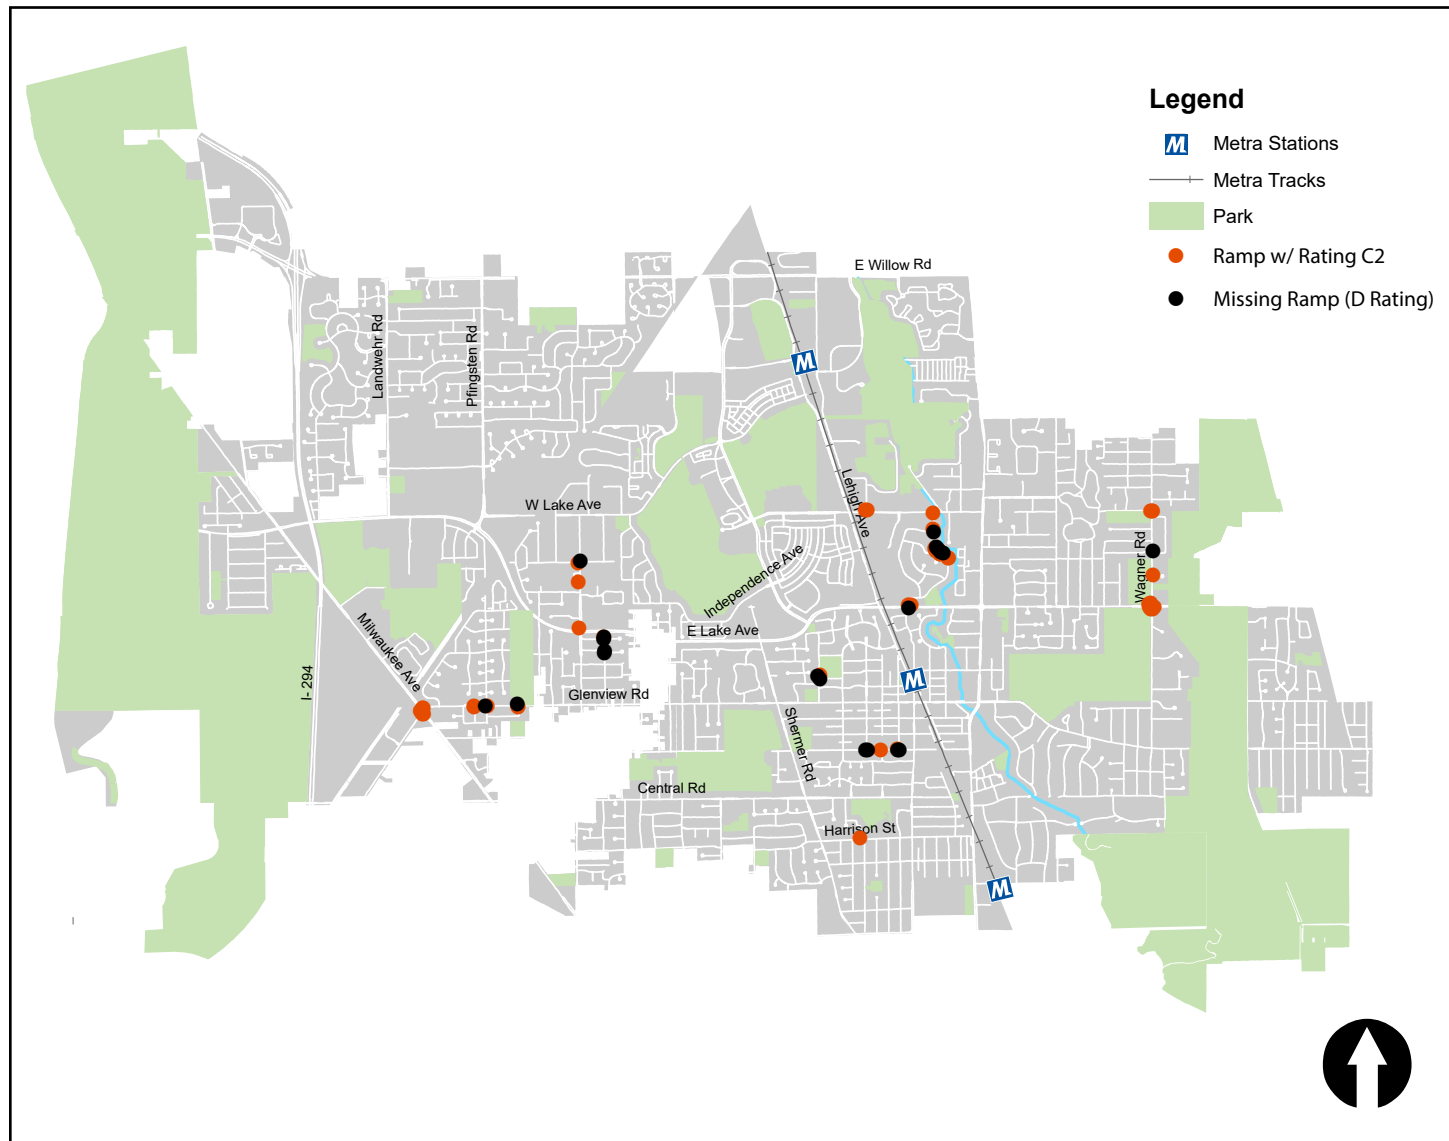 Legend
M Metra Stations
Metra Tracks
Park
Ramp w/ Rating C2
Missing Ramp (D Rating)
E Willow Rd
Landwehr Rd
Pfingsten Rd
M
W Lake Ave
Lehigh Ave
Independence Ave
Wagner Rd
E Lake Ave
Milwaukee Ave
I- 294
Glenview Rd
M
Shermer Rd
Central Rd
Harrison St
M